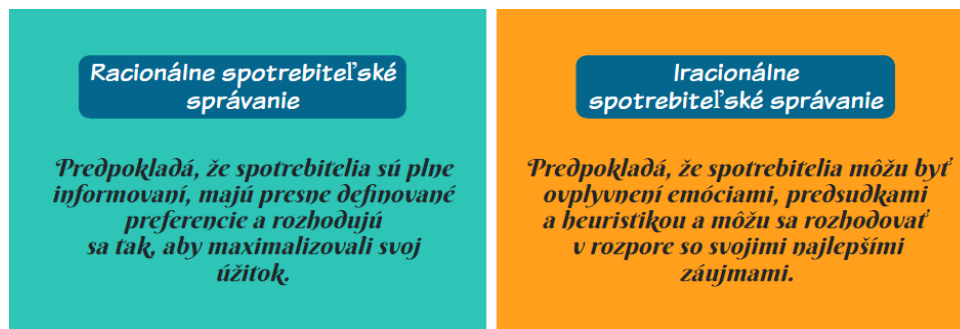 Racionálne spotrebiteľské
správanie
Predpokladá, že spotrebitelia sú plne
informovaní, majú presne definované
preferencie a rozhodujú
sa tak, aby maximalizovali svoj
úžitok.
Iracionálne
spotrebiteľské správanie
Predpokladá, že spotrebitelia môžu byť
ovplyvnení emóciami, predsudkami
a heuristikou a môžu sa rozhodovať
v rozpore so svojimi najlepšími
záujmami.